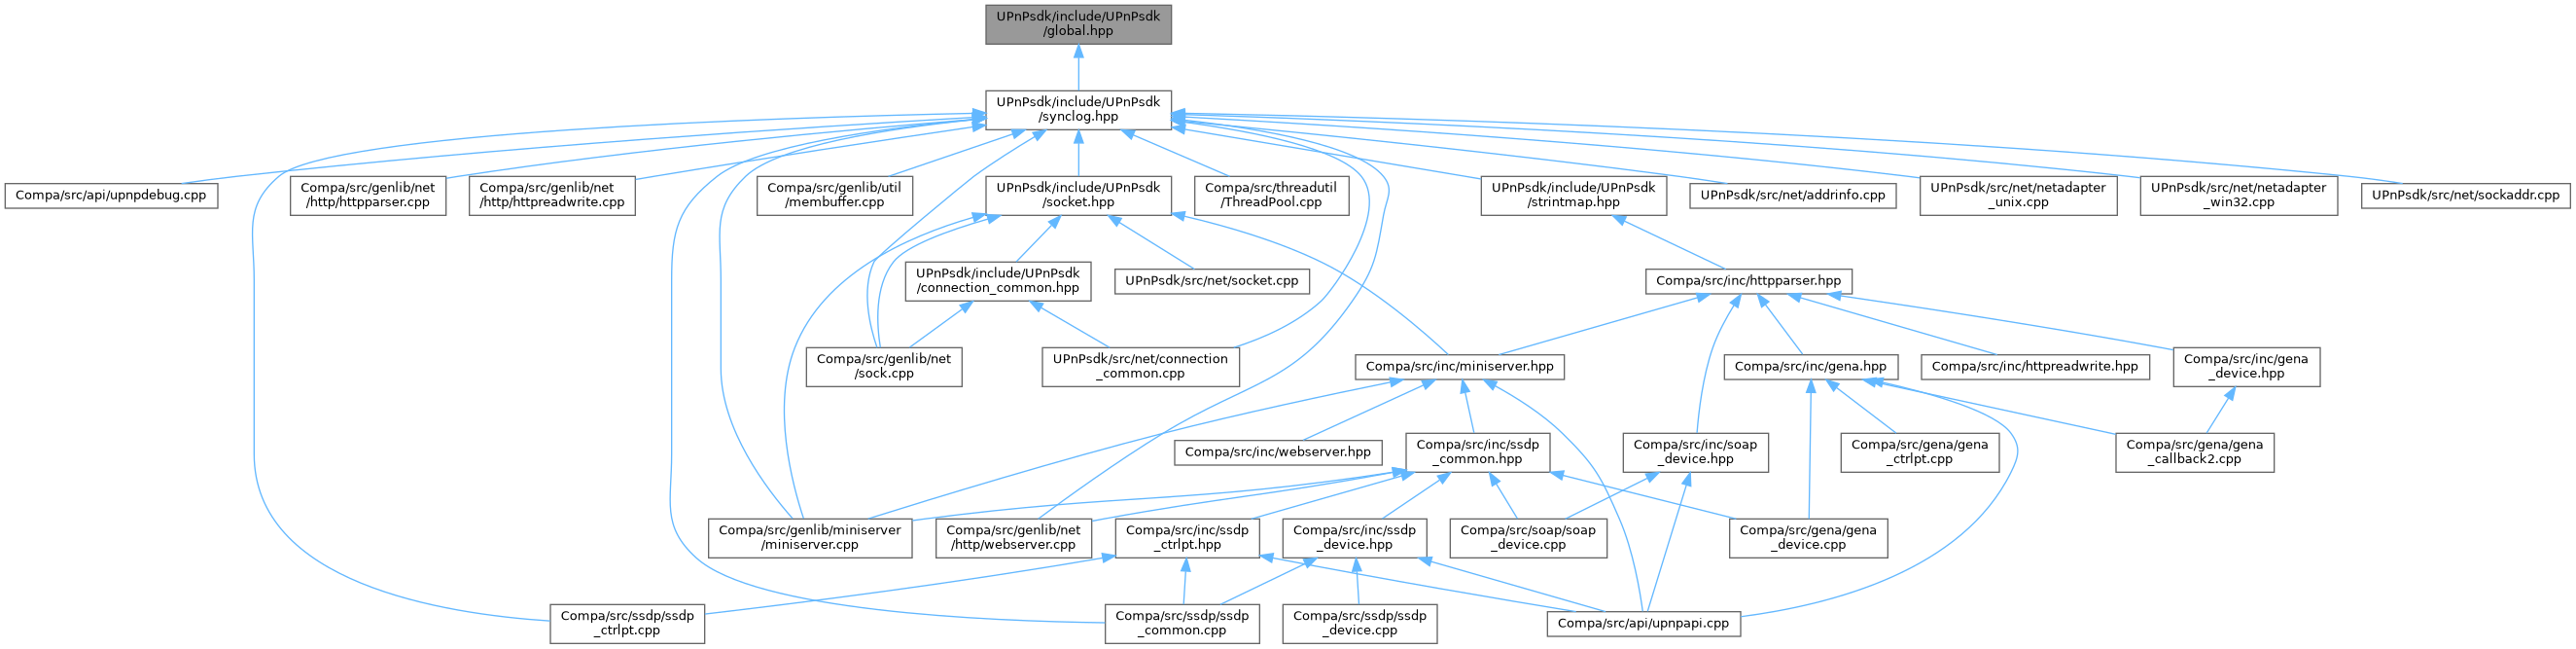 UPnPsdk/include/UPnPsdk
/global.hpp
UPnPsdk/include/UPnPsdk
/synclog.hpp
Compa/src/api/upnpdebug.cpp
Compa/src/genlib/net
/http/httpparser.cpp
Compa/src/genlib/net
/http/httpreadwrite.cpp
Compa/src/genlib/util
/membuffer.cpp
UPnPsdk/include/UPnPsdk
/socket.hpp
Compa/src/threadutil
/ThreadPool.cpp
UPnPsdk/include/UPnPsdk
/strintmap.hpp
UPnPsdk/src/net/addrinfo.cpp
UPnPsdk/src/net/netadapter
_unix.cpp
UPnPsdk/src/net/netadapter
_win32.cpp
UPnPsdk/src/net/sockaddr.cpp
UPnPsdk/include/UPnPsdk
/connection_common.hpp
UPnPsdk/src/net/socket.cpp
Compa/src/inc/httpparser.hpp
Compa/src/genlib/net
/sock.cpp
UPnPsdk/src/net/connection
_common.cpp
Compa/src/inc/miniserver.hpp
Compa/src/inc/gena.hpp
Compa/src/inc/httpreadwrite.hpp
Compa/src/inc/gena
_device.hpp
Compa/src/inc/webserver.hpp
Compa/src/inc/ssdp
_common.hpp
Compa/src/inc/soap
_device.hpp
Compa/src/gena/gena
_ctrlpt.cpp
Compa/src/gena/gena
_callback2.cpp
Compa/src/genlib/miniserver
/miniserver.cpp
Compa/src/genlib/net
/http/webserver.cpp
Compa/src/inc/ssdp
_ctrlpt.hpp
Compa/src/inc/ssdp
_device.hpp
Compa/src/soap/soap
_device.cpp
Compa/src/gena/gena
_device.cpp
Compa/src/ssdp/ssdp
_ctrlpt.cpp
Compa/src/ssdp/ssdp
_common.cpp
Compa/src/ssdp/ssdp
_device.cpp
Compa/src/api/upnpapi.cpp